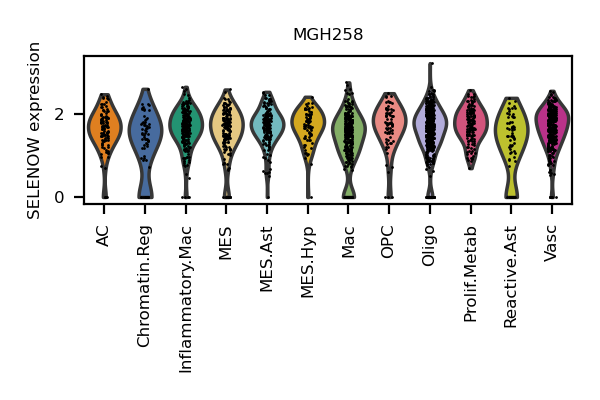 MGH258
SELENOW expression
2
0
AC
Chromatin.Reg
Inflammatory.Mac
MES
MES.Ast
MES.Hyp
Mac
OPC
Oligo
Prolif.Metab
Reactive.Ast
Vasc